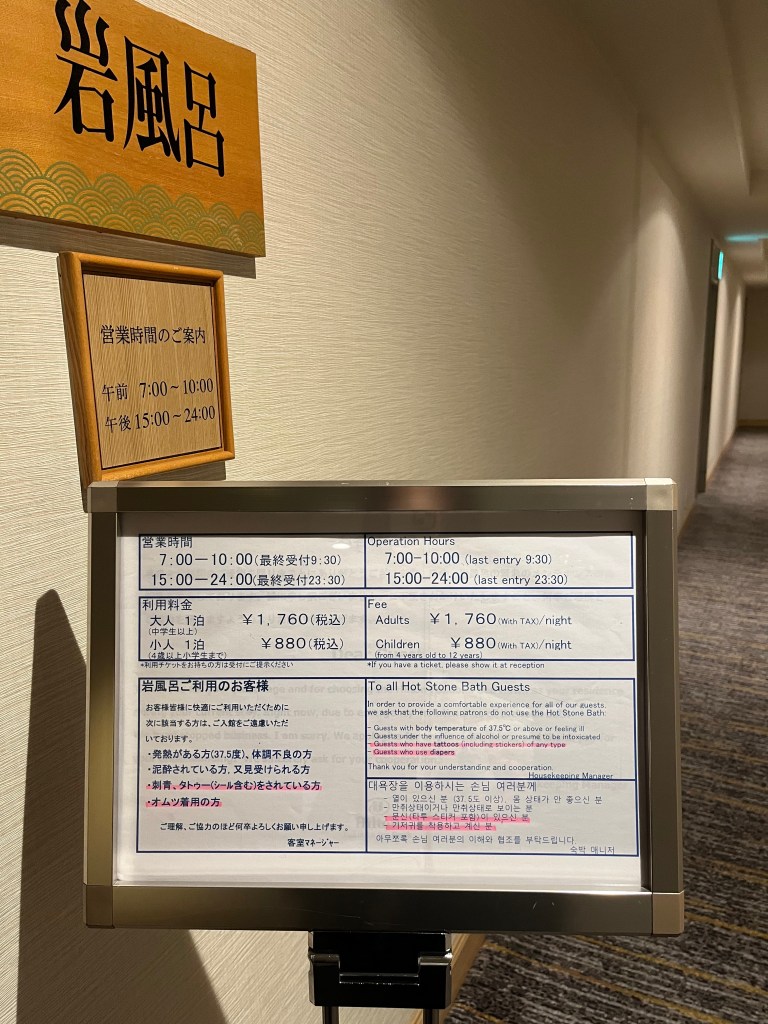 岩風呂
営業時間のご案内
午前 7:00～10:00
午後 15:00～24:00
営業時間
7:00－10:00(最終受付9:30)
15:00－24:00(最終受付23:30)
Operation Hours
7:00-10:00 (last entry 9:30)
15:00-24:00 (last entry 23:30)
利用料金
大人 1泊 ￥1,760(税込)
(中学生以上)
小人 1泊 ￥880(税込)
(4歳以上小学生まで)
*利用チケットをお持ちの方は受付にご提示ください
Fee
Adults ￥1,760(With TAX)/night
Children ￥880(With TAX)/night
(from 4 years old to 12 years)
*If you have a ticket, please show it at reception
岩風呂ご利用のお客様
お客様皆様に快適にご利用いただくために
次に該当する方は、ご入館をご遠慮いただ
いております。
・発熱がある方(37.5度)、体調不良の方
・泥酔されている方、又見受けられる方
・刺青、タトゥー(シール含む)をされている方
・オムツ着用の方
ご理解、ご協力のほど何卒よろしくお願い申し上げます。
客室マネージャー
To all Hot Stone Bath Guests
In order to provide a comfortable experience for all of our guests,
we ask that the following patrons do not use the Hot Stone Bath:
- Guests with body temperature of 37.5℃ or above or feeling ill
- Guests under the influence of alcohol or presume to be intoxicated
- Guests who have tattoos (including stickers) of any type
- Guests who use diapers
Thank you for your understanding and cooperation.
Housekeeping Manager
대욕장을 이용하시는 손님 여러분께
- 열이 있으신 분 (37.5도 이상), 몸 상태가 안 좋으신 분
- 만취상태이거나 만취상태로 보이는 분
- 문신(타투 스티커 포함)이 있으신 분
- 기저귀를 착용하고 계신 분
아무쪼록 손님 여러분의 이해와 협조를 부탁드립니다.
숙박 매니저